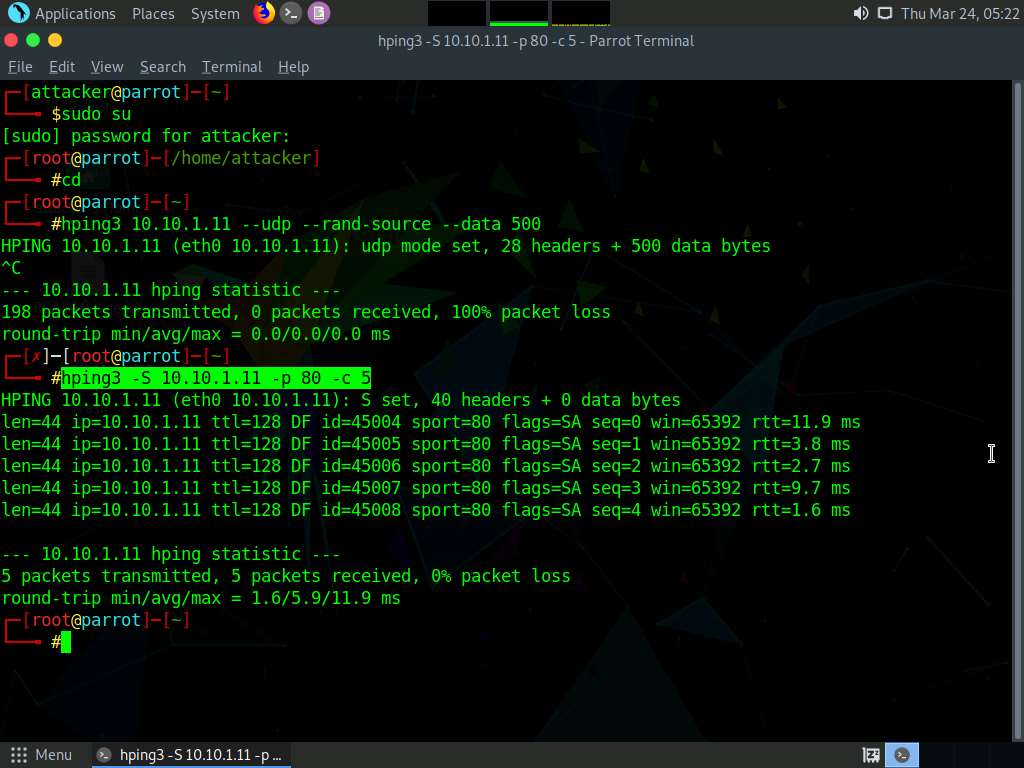 Applications Places System Thu Mar 24, 05:22
hping3 -S 10.10.1.11 -p 80 -c 5 - Parrot Terminal
File Edit View Search Terminal Help
┌─[attacker@parrot]─[~]
└──╼ $sudo su
[sudo] password for attacker:
┌─[root@parrot]─[/home/attacker]
└──╼ #cd
┌─[root@parrot]─[~]
└──╼ #hping3 10.10.1.11 --udp --rand-source --data 500
HPING 10.10.1.11 (eth0 10.10.1.11): udp mode set, 28 headers + 500 data bytes
^C
--- 10.10.1.11 hping statistic ---
198 packets transmitted, 0 packets received, 100% packet loss
round-trip min/avg/max = 0.0/0.0/0.0 ms
┌─[✗]─[root@parrot]─[~]
└──╼ #hping3 -S 10.10.1.11 -p 80 -c 5
HPING 10.10.1.11 (eth0 10.10.1.11): S set, 40 headers + 0 data bytes
len=44 ip=10.10.1.11 ttl=128 DF id=45004 sport=80 flags=SA seq=0 win=65392 rtt=11.9 ms
len=44 ip=10.10.1.11 ttl=128 DF id=45005 sport=80 flags=SA seq=1 win=65392 rtt=3.8 ms
len=44 ip=10.10.1.11 ttl=128 DF id=45006 sport=80 flags=SA seq=2 win=65392 rtt=2.7 ms
len=44 ip=10.10.1.11 ttl=128 DF id=45007 sport=80 flags=SA seq=3 win=65392 rtt=9.7 ms
len=44 ip=10.10.1.11 ttl=128 DF id=45008 sport=80 flags=SA seq=4 win=65392 rtt=1.6 ms
--- 10.10.1.11 hping statistic ---
5 packets transmitted, 5 packets received, 0% packet loss
round-trip min/avg/max = 1.6/5.9/11.9 ms
┌─[root@parrot]─[~]
└──╼ #
Menu hping3 -S 10.10.1.11 -p ...